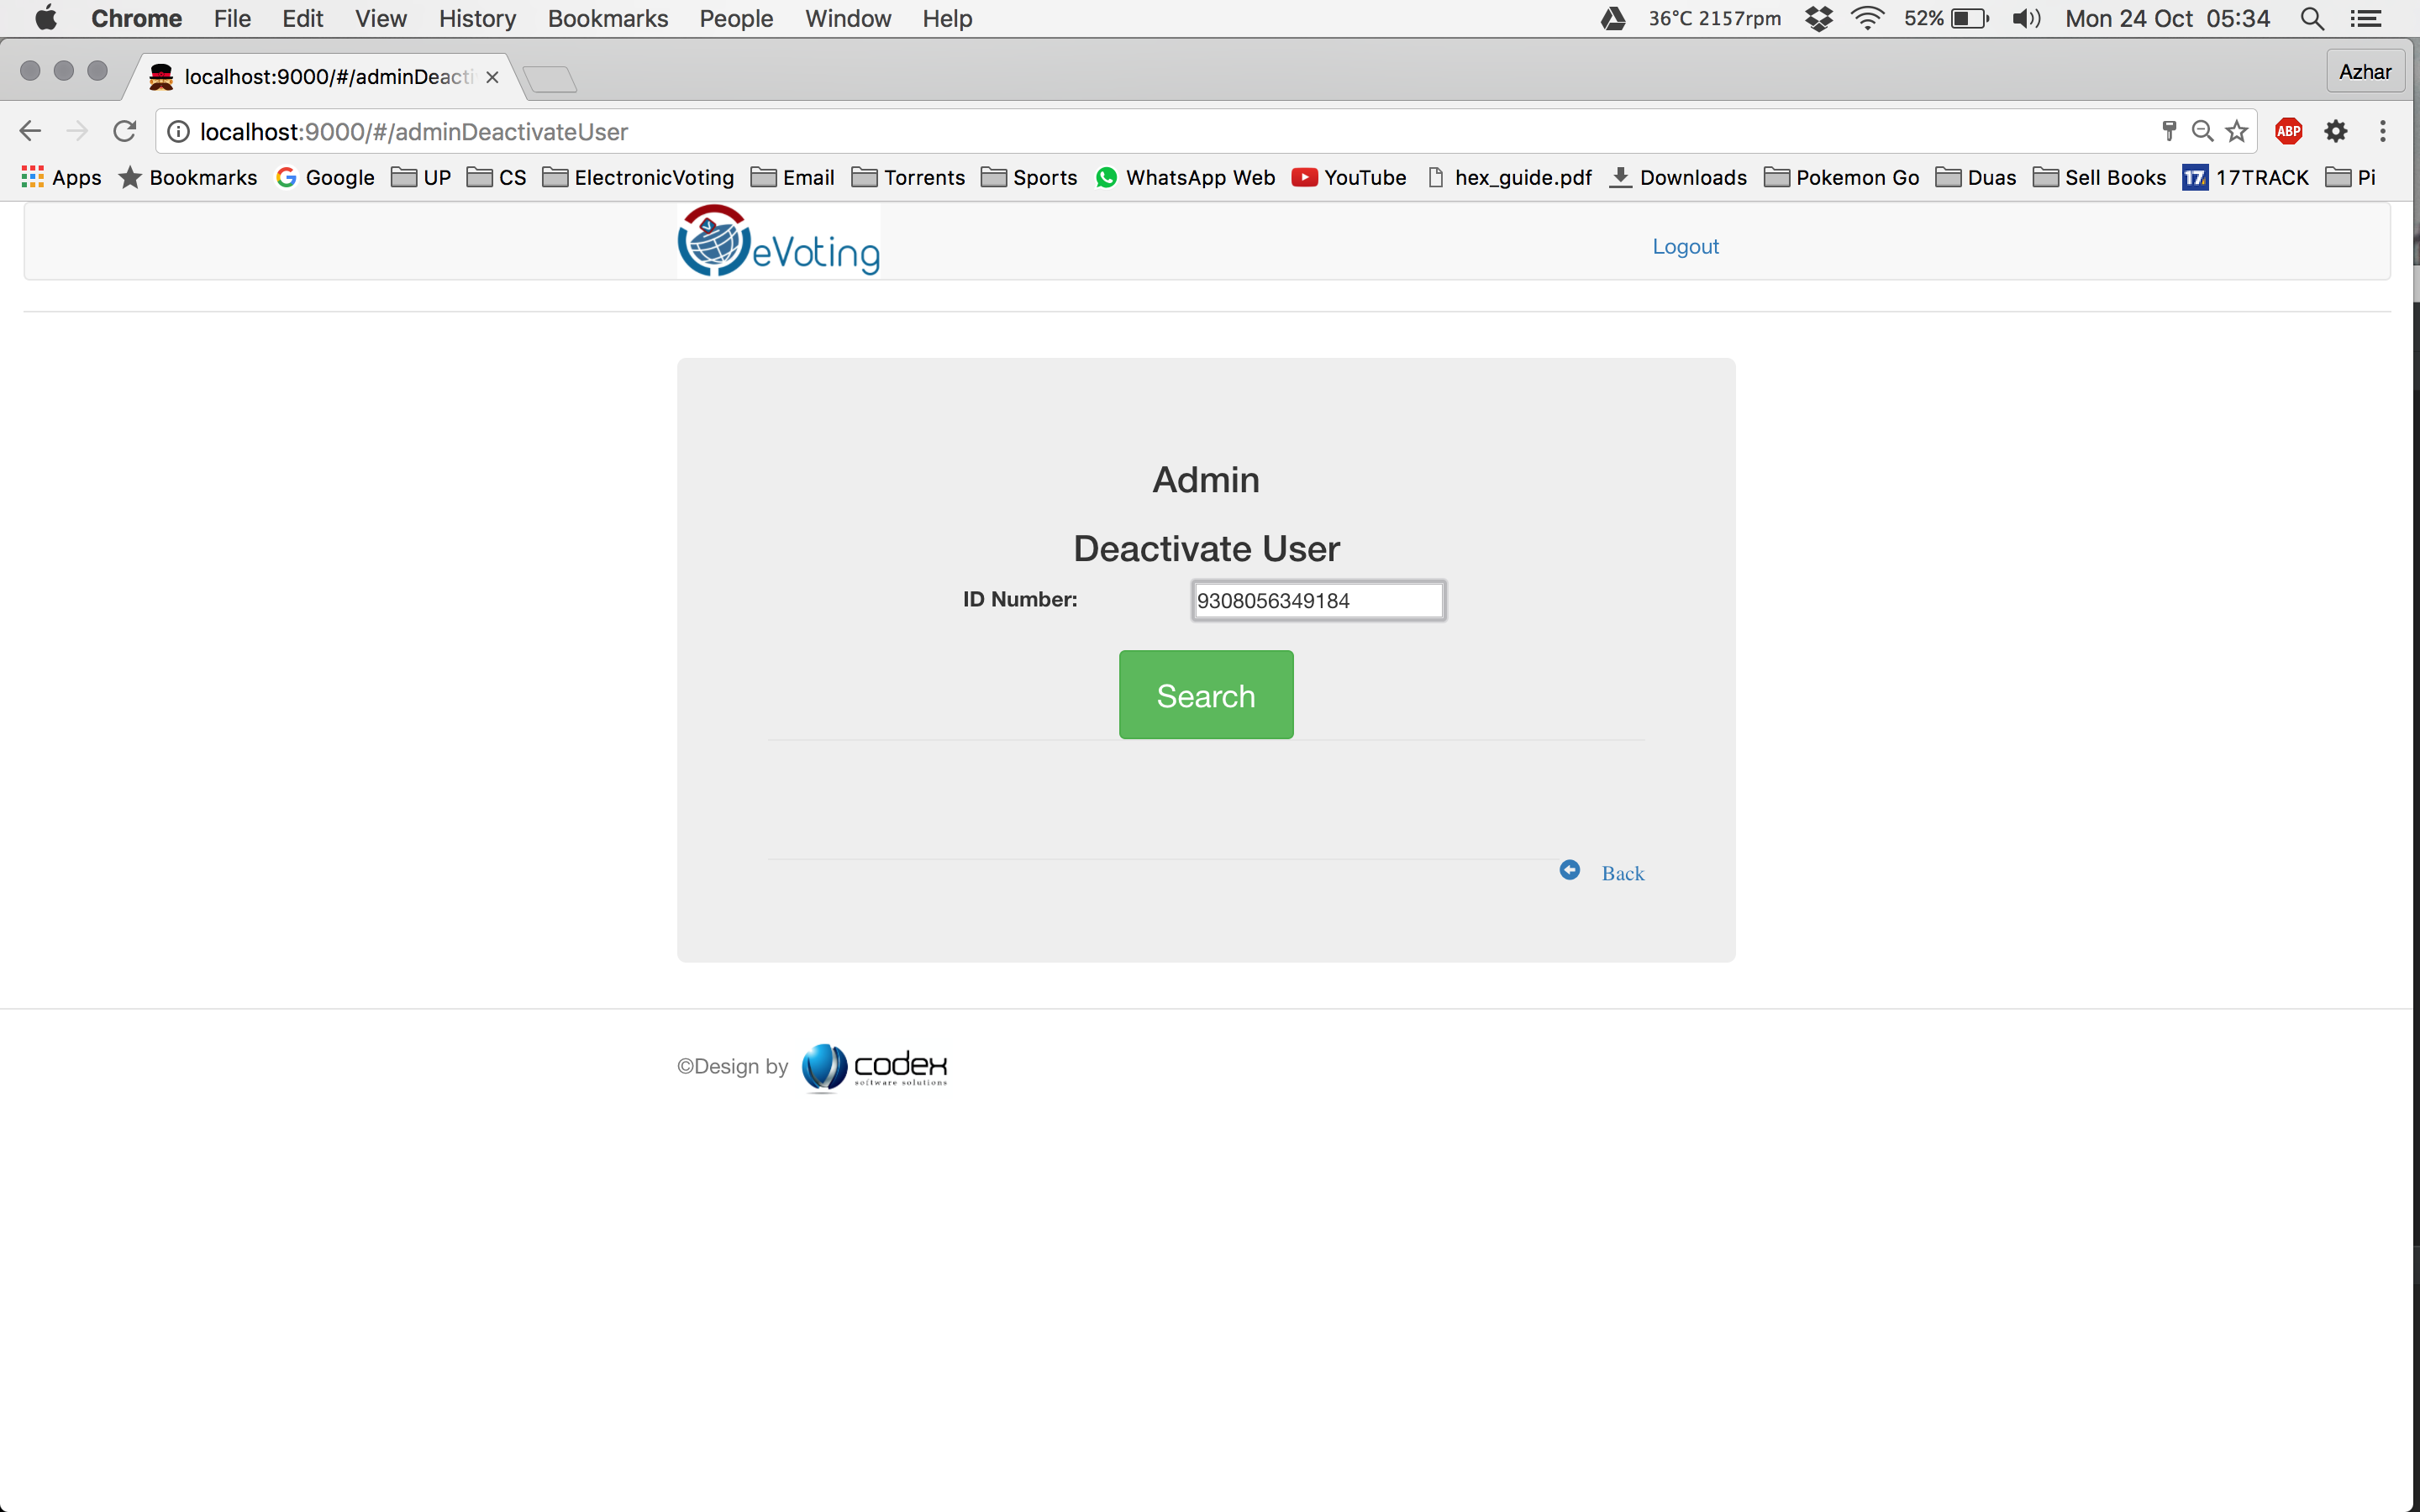 Chrome File Edit View History Bookmarks People Window Help 36°C 2157rpm 52% Mon 24 Oct 05:34
localhost:9000/#/adminDeacti Azhar
localhost:9000/#/adminDeactivateUser ABP
Apps Bookmarks Google UP CS ElectronicVoting Email Torrents Sports WhatsApp Web YouTube hex_guide.pdf Downloads Pokemon Go Duas Sell Books 17 17TRACK Pi
eVoting Logout
Admin
Deactivate User
ID Number: 9308056349184
Search
Back
©Design by codex
software solutions